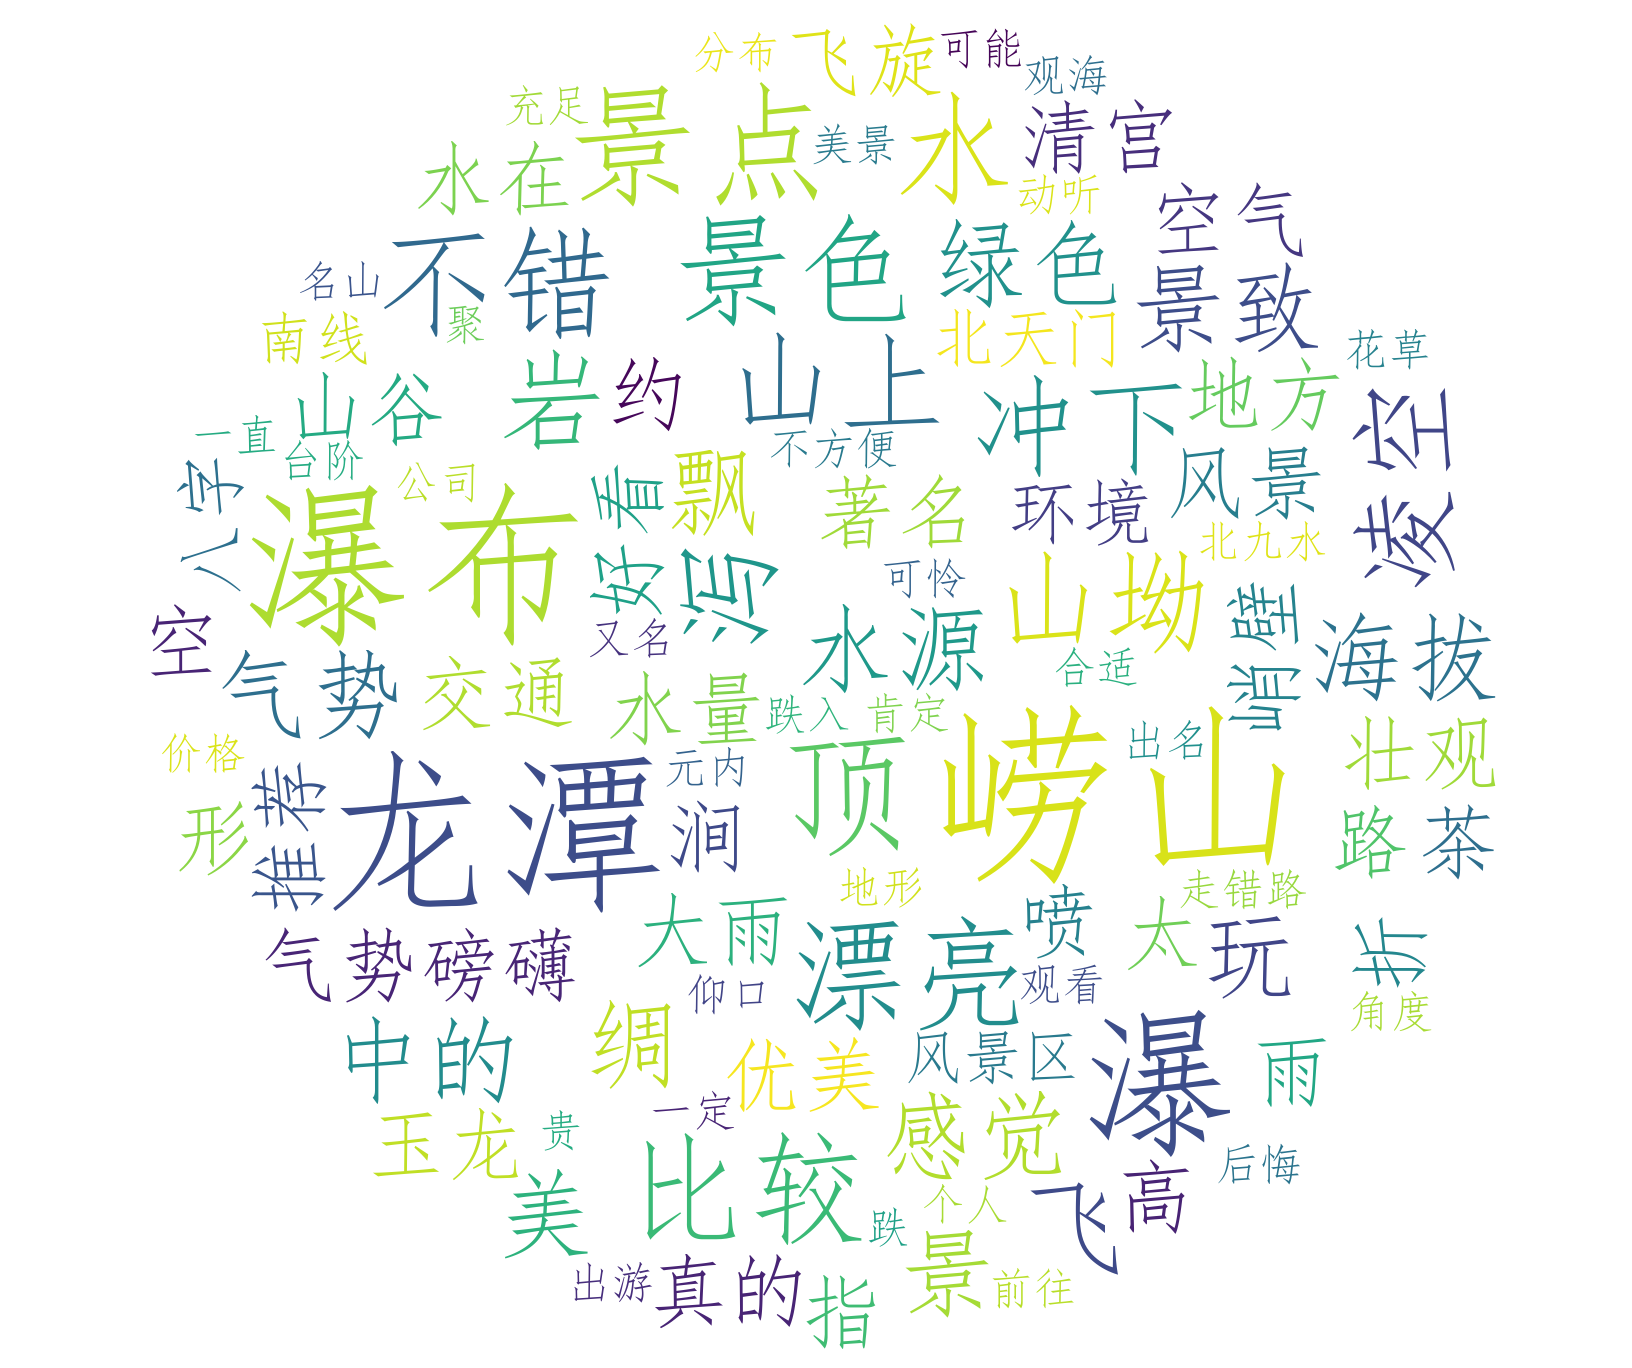 分布 飞旋 可能
观海
充足 景点 美景 水 清宫
水在 动听
不错 景色 绿色 空气
名山 景致
南线 聚 北天门
山谷 岩 约 山上 冲下 地方 花草
一直 台阶 不方便 凌空
八字 公司 好看 飘 著名 环境 风景
瀑布 泻 可怜 山坳 北九水
空 又名 水源 峭壁 海拔
气势 交通 水量 跌入 肯定 合适
价格 元内 顶 崂山 出名 壮观
形 推荐 龙潭 涧 路 茶
地形 走错路
大雨 漂亮 喷 太 玩 折
气势磅礴 仰口 观看 角度
中的 绸 优美 风景区 瀑 雨
玉龙 贵 一定 感觉
美 比较 个人 飞 高 后悔
跌
出游 真的 指 景 前往